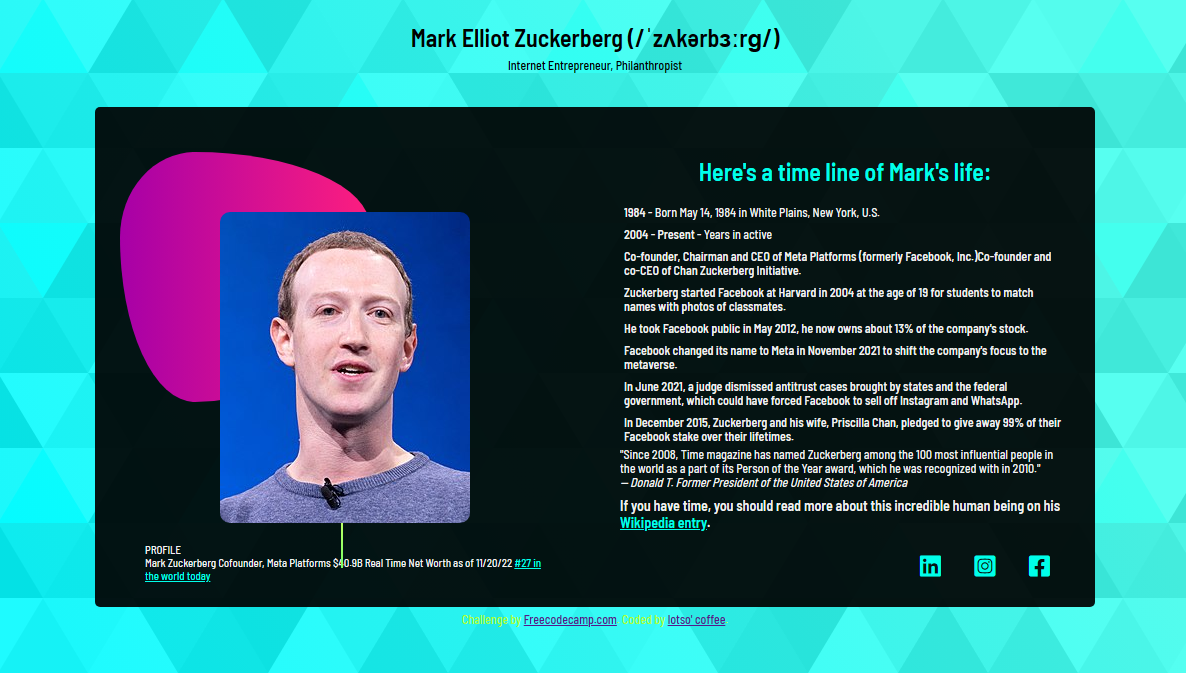 Mark Elliot Zuckerberg (/ˈzʌkərbɜːrɡ/)
Internet Entrepreneur, Philanthropist
Here's a time line of Mark's life:
1984 - Born May 14, 1984 in White Plains, New York, U.S.
2004 - Present - Years in active
Co-founder, Chairman and CEO of Meta Platforms (formerly Facebook, Inc.)Co-founder and
co-CEO of Chan Zuckerberg Initiative.
Zuckerberg started Facebook at Harvard in 2004 at the age of 19 for students to match
names with photos of classmates.
He took Facebook public in May 2012, he now owns about 13% of the company's stock.
Facebook changed its name to Meta in November 2021 to shift the company's focus to the
metaverse.
In June 2021, a judge dismissed antitrust cases brought by states and the federal
government, which could have forced Facebook to sell off Instagram and WhatsApp.
In December 2015, Zuckerberg and his wife, Priscilla Chan, pledged to give away 99% of their
Facebook stake over their lifetimes.
"Since 2008, Time magazine has named Zuckerberg among the 100 most influential people in
the world as a part of its Person of the Year award, which he was recognized with in 2010."
— Donald T. Former President of the United States of America
If you have time, you should read more about this incredible human being on his
Wikipedia entry.
PROFILE
Mark Zuckerberg Cofounder, Meta Platforms $40.9B Real Time Net Worth as of 11/20/22 #27 in
the world today
Challenge by Freecodecamp.com. Coded by lotso' coffee